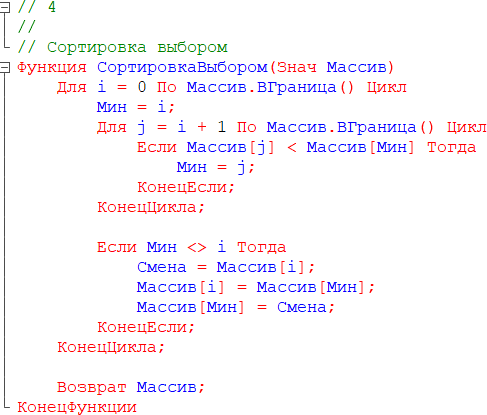 // 4
//
// Сортировка выбором
Функция СортировкаВыбором(Знач Массив)
    Для i = 0 По Массив.ВГраница() Цикл
        Мин = i;
        Для j = i + 1 По Массив.ВГраница() Цикл
            Если Массив[j] < Массив[Мин] Тогда
                Мин = j;
            КонецЕсли;
        КонецЦикла;

        Если Мин <> i Тогда
            Смена = Массив[i];
            Массив[i] = Массив[Мин];
            Массив[Мин] = Смена;
        КонецЕсли;
    КонецЦикла;

    Возврат Массив;
КонецФункции